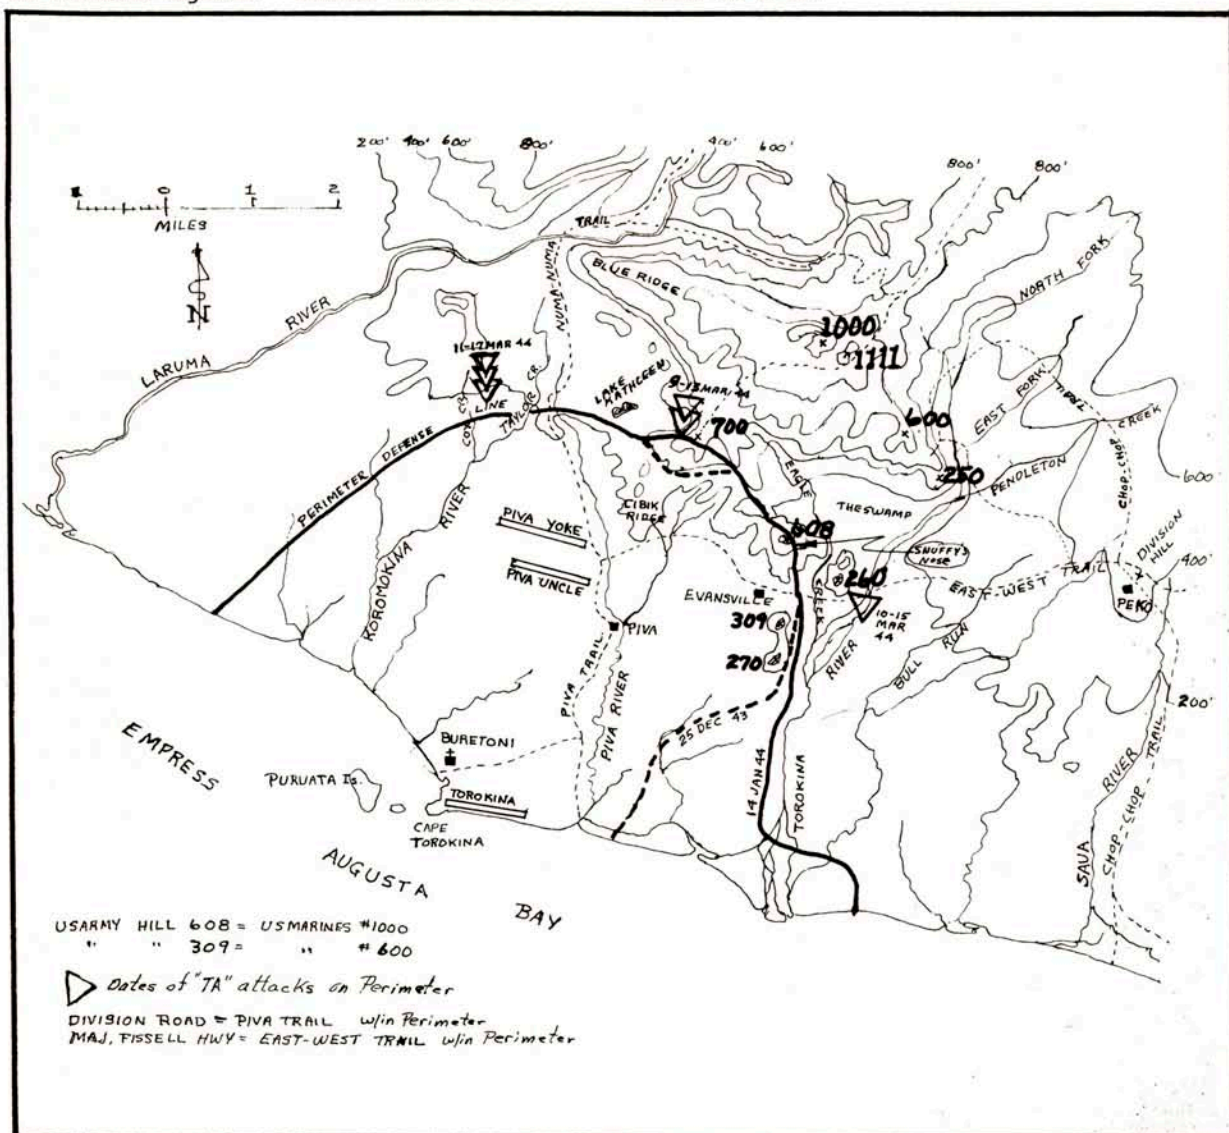 200' 400' 600' 800' 400' 600' 800' 800'
0 1 2
MILES
N
TRAIL
NUMA-NUMA
BLUE RIDGE
NORTH FORK
LARUMA RIVER
1000
1111
11-12 MAR 44
LAKE KATHLEEN
9-13 MAR 44
EAST FORK
TRAIL
CREEK
COX CR.
LINE
TAYLOR CR.
700
600
PERIMETER DEFENSE
250
PENDLETON
600'
CHOP-CHOP
EAGLE
CIBIK
RIDGE
THE SWAMP
PIVA YOKE
608
SNUFFY'S
NOSE
DIVISION
HILL
KOROMOKINA RIVER
PIVA UNCLE
260
EAST-WEST TRAIL
400'
EVANSVILLE
CREEK
PEKO
10-15
MAR
44
309
PIVA
270
RIVER
BULL RUN
PIVA TRAIL
PIVA RIVER
200'
25 DEC 43
EMPRESS
BURETONI
PURUATA Is.
TOROKINA
14 JAN 44
TOROKINA
SAUA RIVER
CHOP-CHOP TRAIL
CAPE
TOROKINA
AUGUSTA
BAY
USARMY HILL 608 = USMARINES #1000
" " 309 = " #600
Dates of "TA" attacks on Perimeter
DIVISION ROAD = PIVA TRAIL w/in Perimeter
MAJ. FISSELL HWY = EAST-WEST TRAIL w/in Perimeter